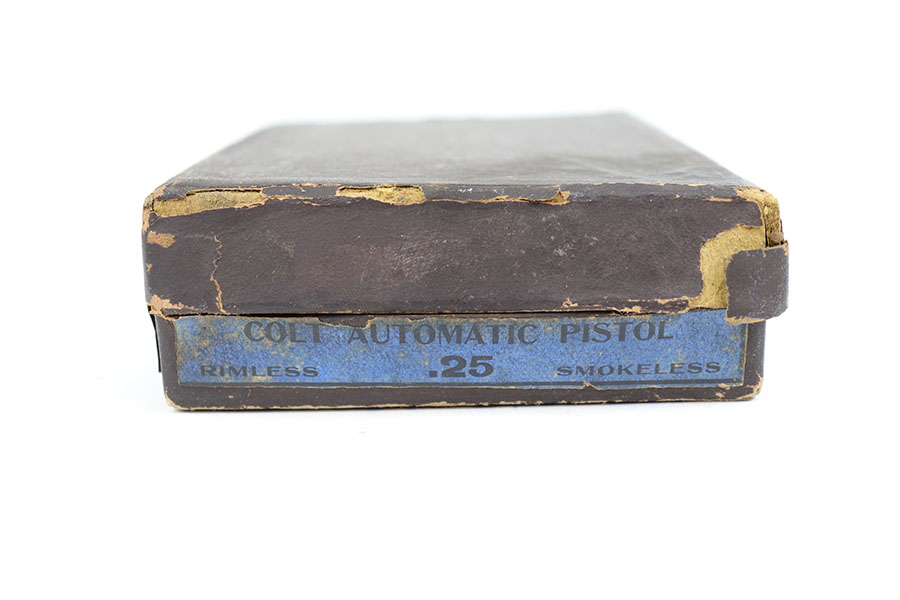 COLT AUTOMATIC PISTOL
RIMLESS .25 SMOKELESS